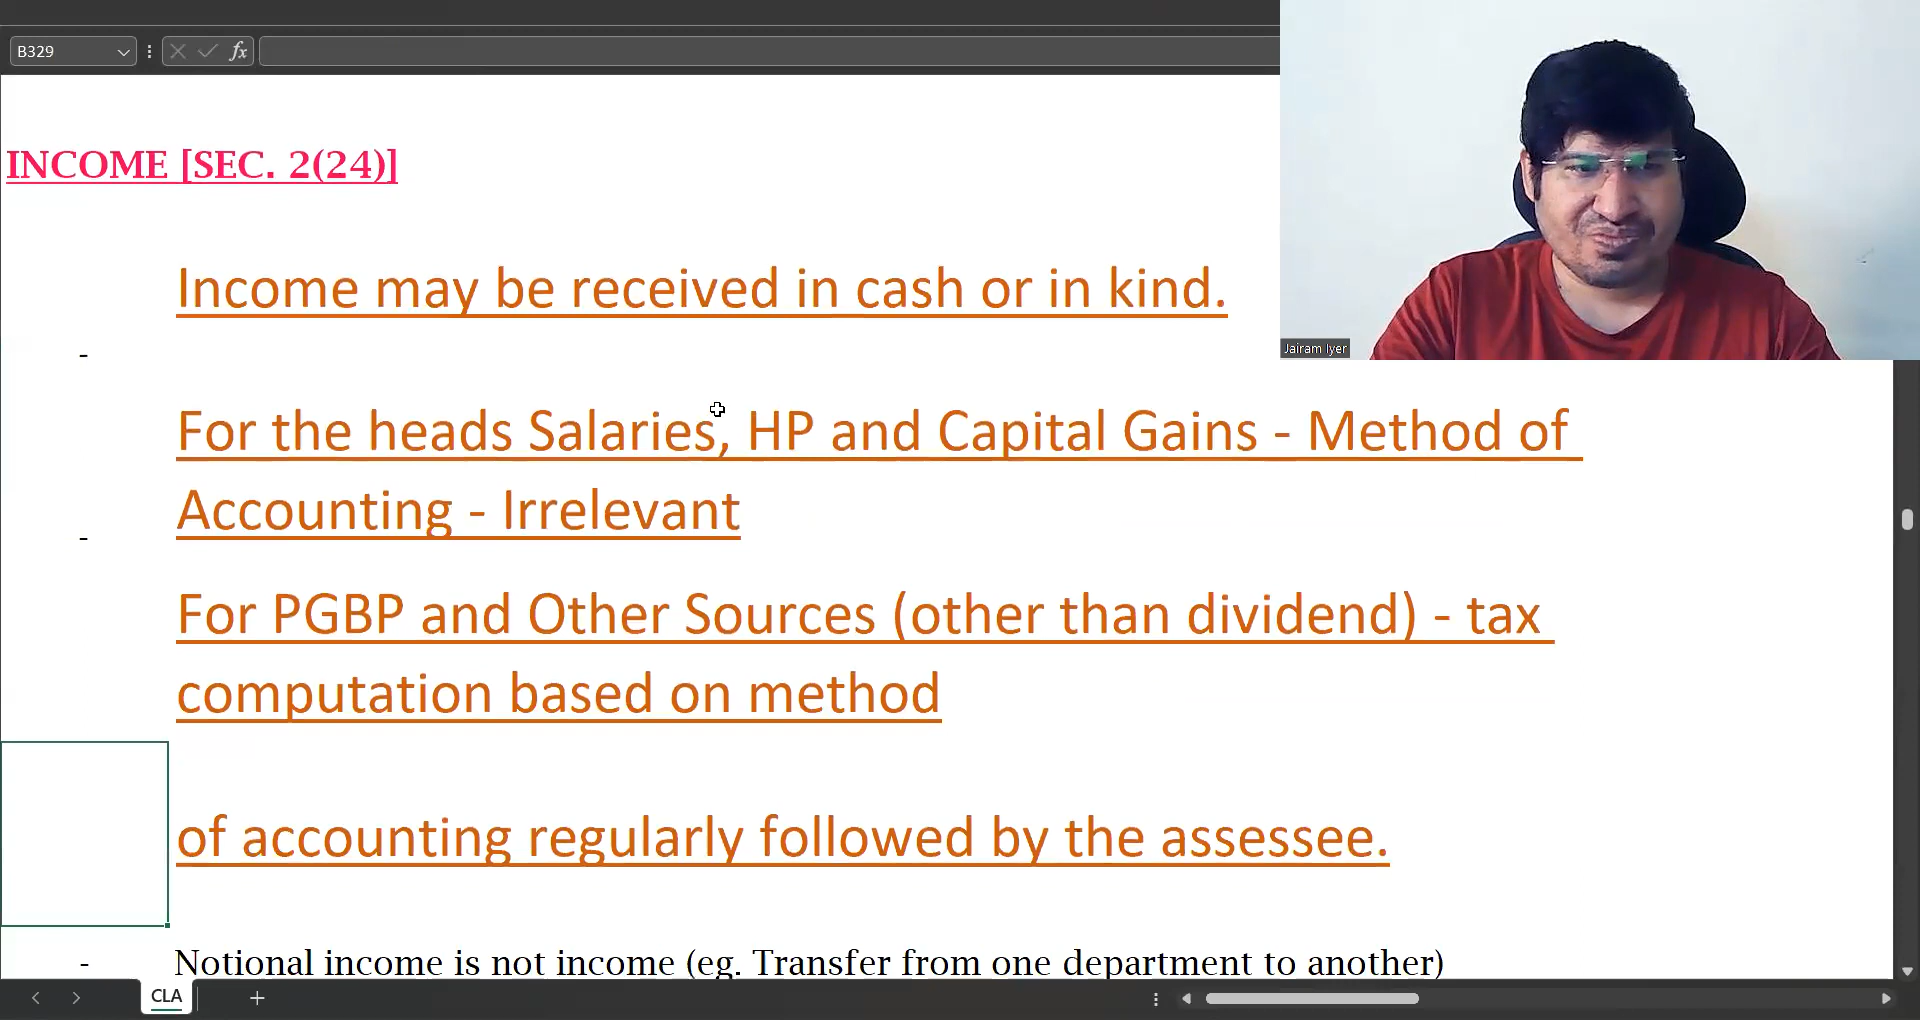 B329
fx
INCOME [SEC. 2(24)]
Income may be received in cash or in kind.
-
Jairam Iyer
For the heads Salaries, HP and Capital Gains - Method of
Accounting - Irrelevant
-
For PGBP and Other Sources (other than dividend) - tax
computation based on method
of accounting regularly followed by the assessee.
- Notional income is not income (eg. Transfer from one department to another)
CLA